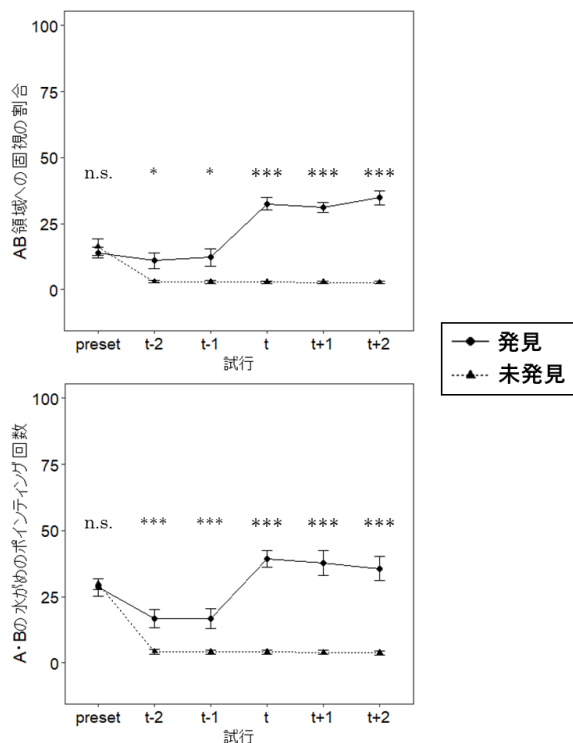 100
75
50
25
0
AB領域への固視の割合
n.s. * * *** *** ***
preset t-2 t-1 t t+1 t+2
試行
発見
未発見
100
75
50
25
0
A・Bの水がめのポインティング回数
n.s. *** *** *** *** ***
preset t-2 t-1 t t+1 t+2
試行